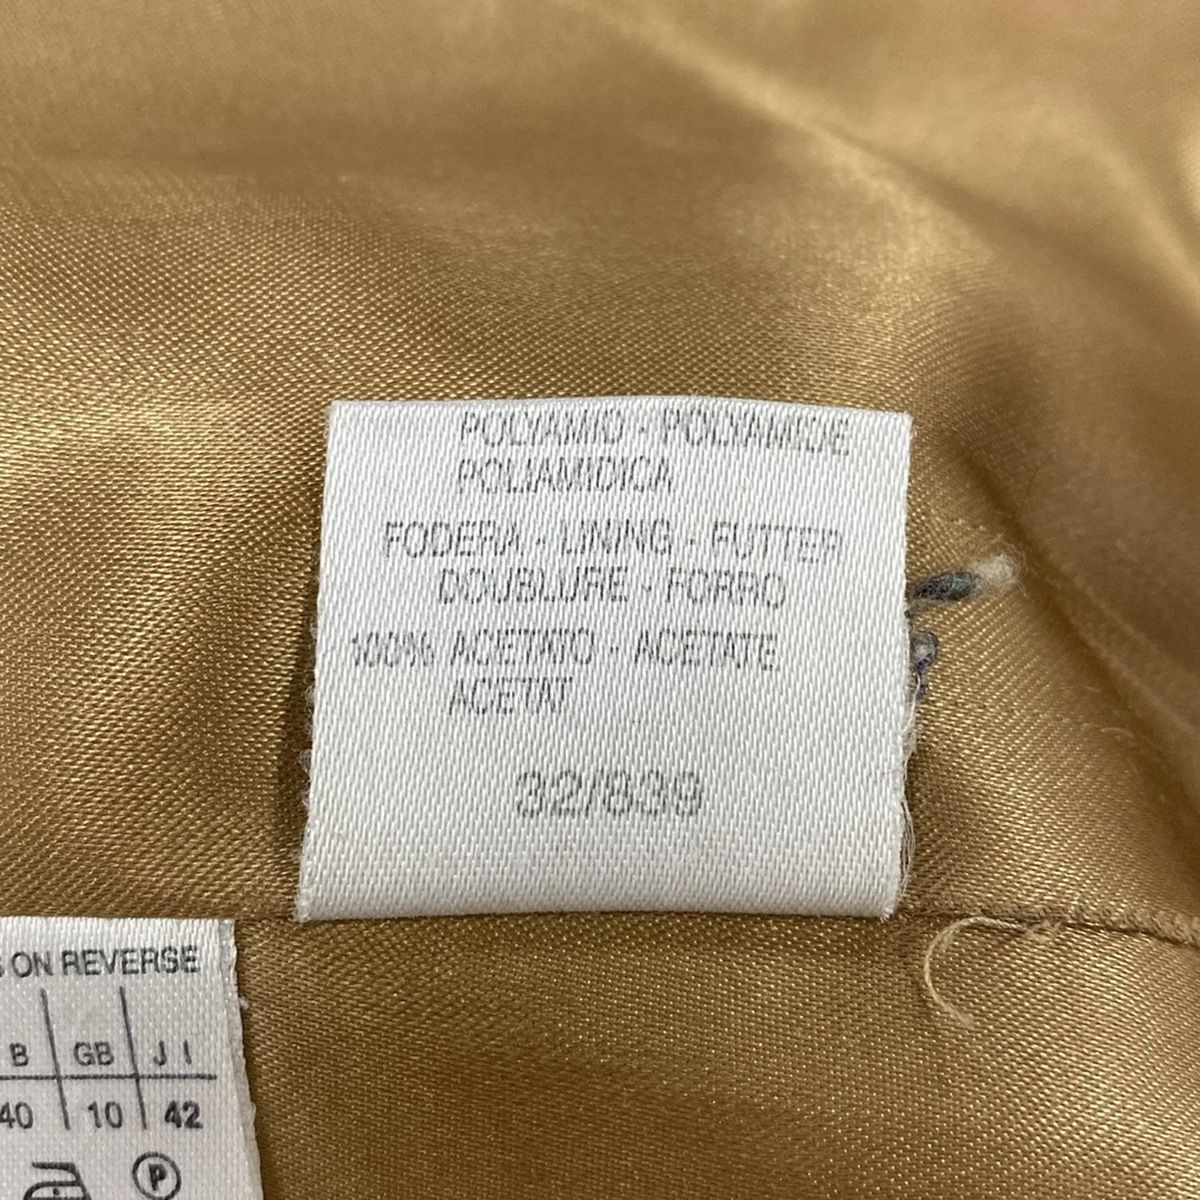 POLYAMID - POLYAMIDE
POLIAMIDICA
FODERA - LINING - FUTTER
DOUBLURE - FORRO
100% ACETATO - ACETATE
ACETAT
32/839
ON REVERSE
B GB J I
40 10 42
P